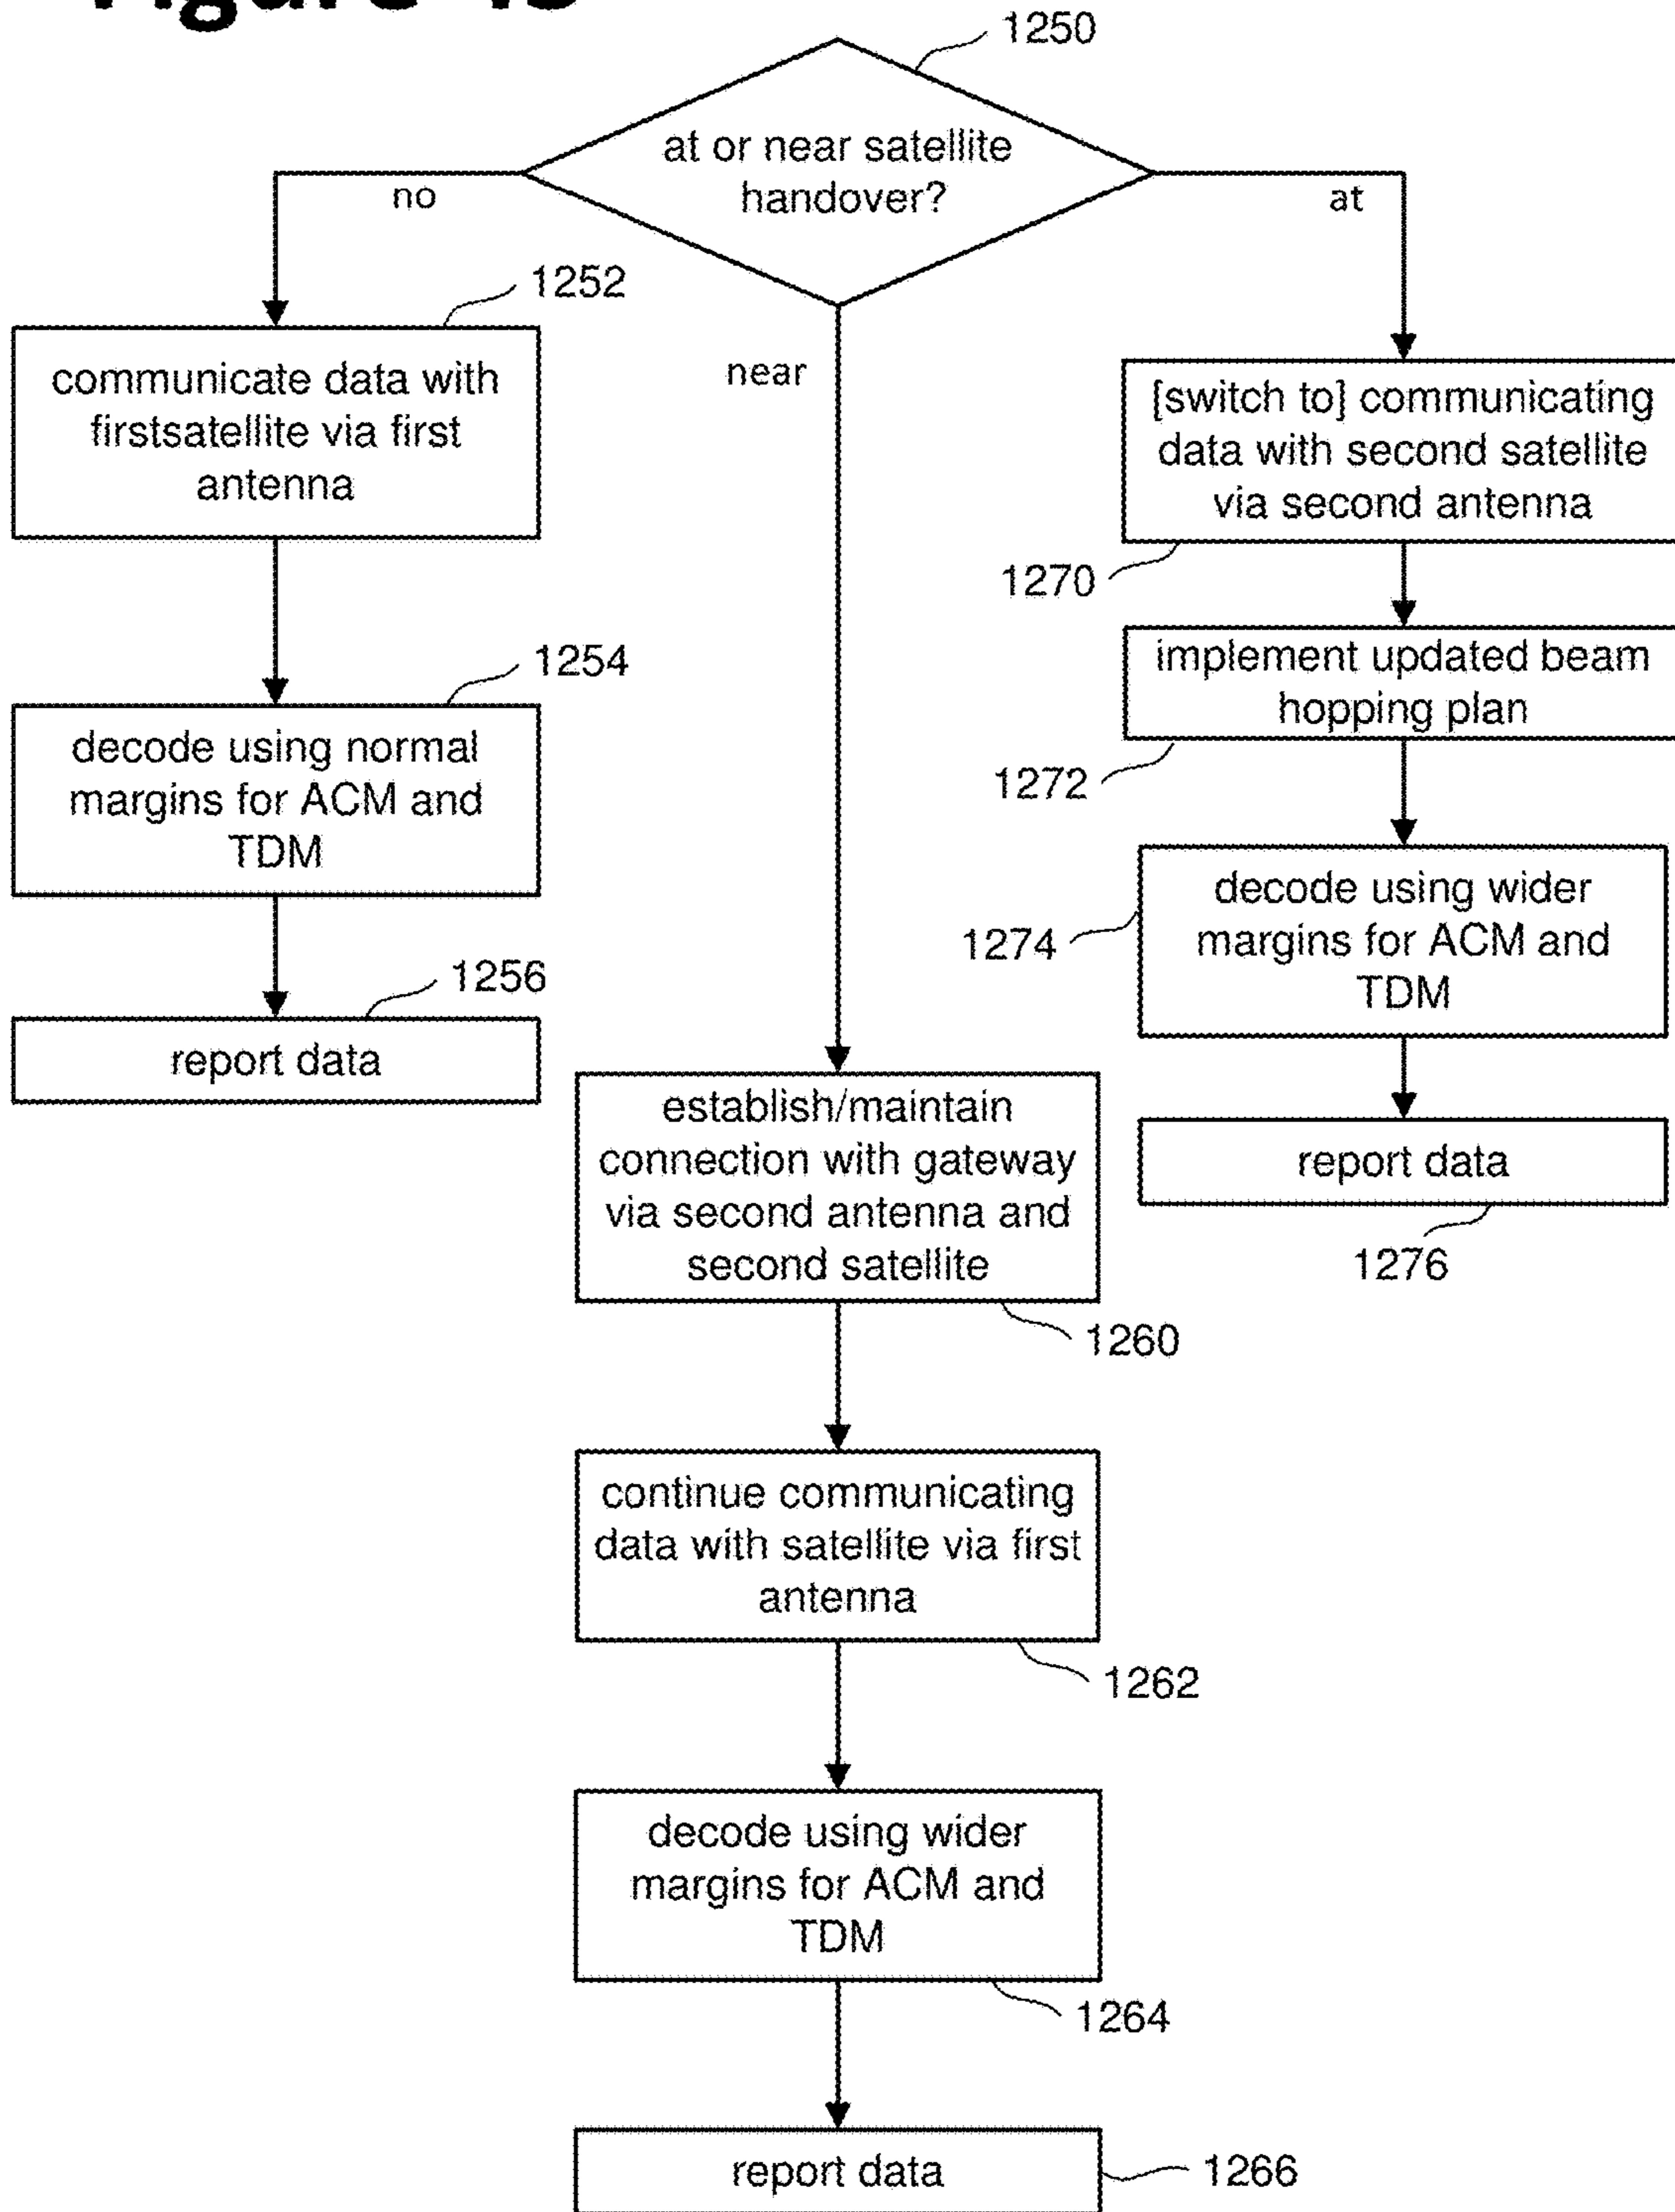 1250
at or near satellite
handover?
no
near
at
1252
communicate data with
firstsatellite via first
antenna
1254
decode using normal
margins for ACM and
TDM
1256
report data
establish/maintain
connection with gateway
via second antenna and
second satellite
1260
continue communicating
data with satellite via first
antenna
1262
decode using wider
margins for ACM and
TDM
1264
report data
1266
[switch to] communicating
data with second satellite
via second antenna
1270
implement updated beam
hopping plan
1272
decode using wider
margins for ACM and
TDM
1274
report data
1276